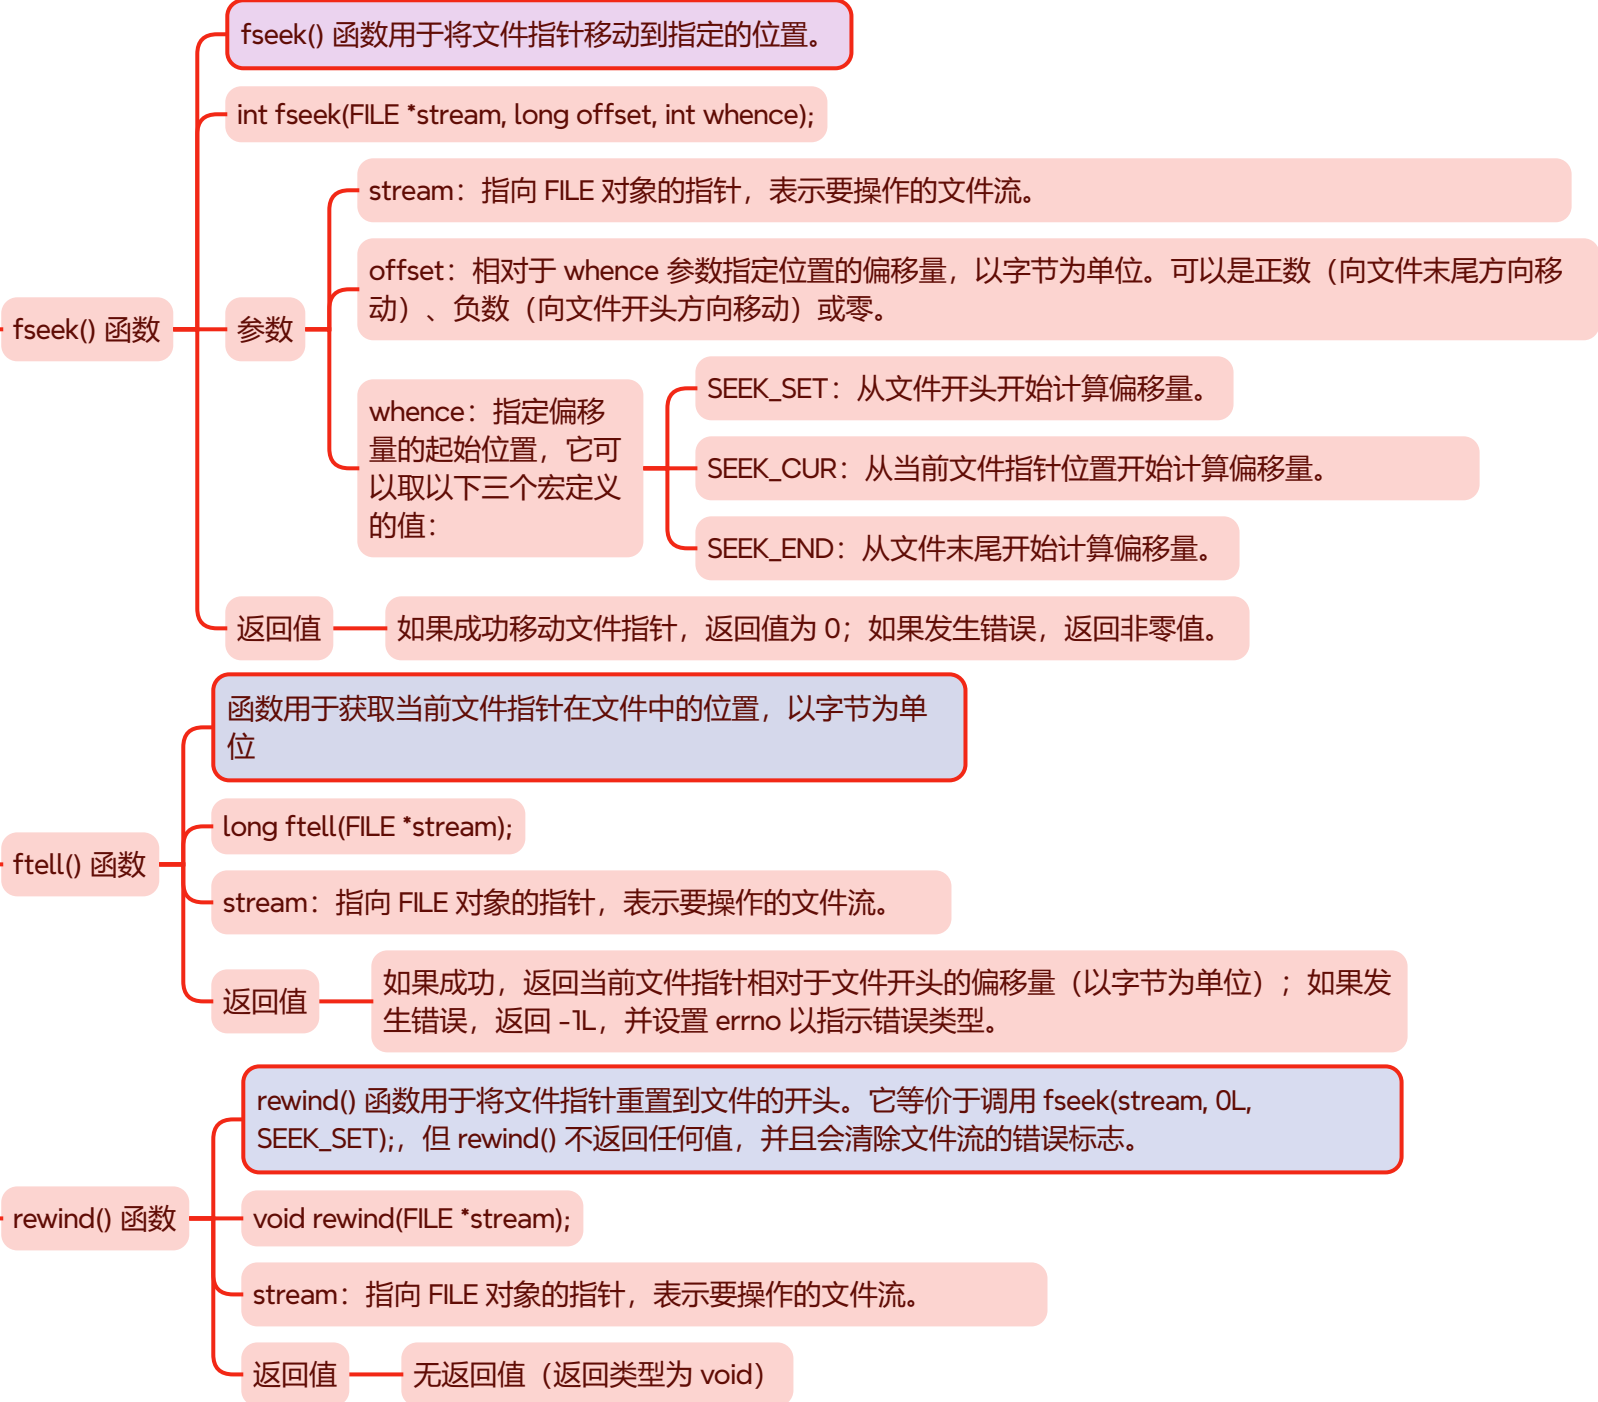 fseek() 函数用于将文件指针移动到指定的位置。
int fseek(FILE *stream, long offset, int whence);
stream：指向 FILE 对象的指针，表示要操作的文件流。
offset：相对于 whence 参数指定位置的偏移量，以字节为单位。可以是正数（向文件末尾方向移
动）、负数（向文件开头方向移动）或零。
fseek() 函数
参数
whence：指定偏移
量的起始位置，它可
以取以下三个宏定义
的值：
SEEK_SET：从文件开头开始计算偏移量。
SEEK_CUR：从当前文件指针位置开始计算偏移量。
SEEK_END：从文件末尾开始计算偏移量。
返回值
如果成功移动文件指针，返回值为 0；如果发生错误，返回非零值。
函数用于获取当前文件指针在文件中的位置，以字节为单
位
long ftell(FILE *stream);
ftell() 函数
stream：指向 FILE 对象的指针，表示要操作的文件流。
返回值
如果成功，返回当前文件指针相对于文件开头的偏移量（以字节为单位）；如果发
生错误，返回 -1L，并设置 errno 以指示错误类型。
rewind() 函数用于将文件指针重置到文件的开头。它等价于调用 fseek(stream, 0L,
SEEK_SET);，但 rewind() 不返回任何值，并且会清除文件流的错误标志。
rewind() 函数
void rewind(FILE *stream);
stream：指向 FILE 对象的指针，表示要操作的文件流。
返回值
无返回值（返回类型为 void）